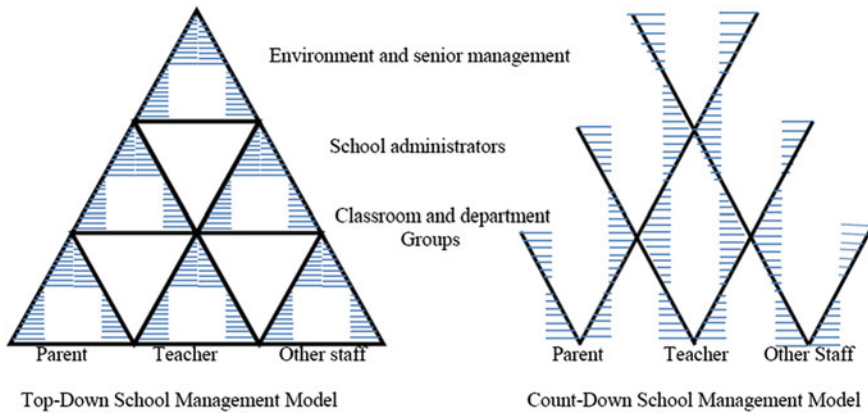 Environment and senior management
School administrators
Classroom and department
Groups
Parent Teacher Other staff
Parent Teacher Other Staff
Top-Down School Management Model
Count-Down School Management Model